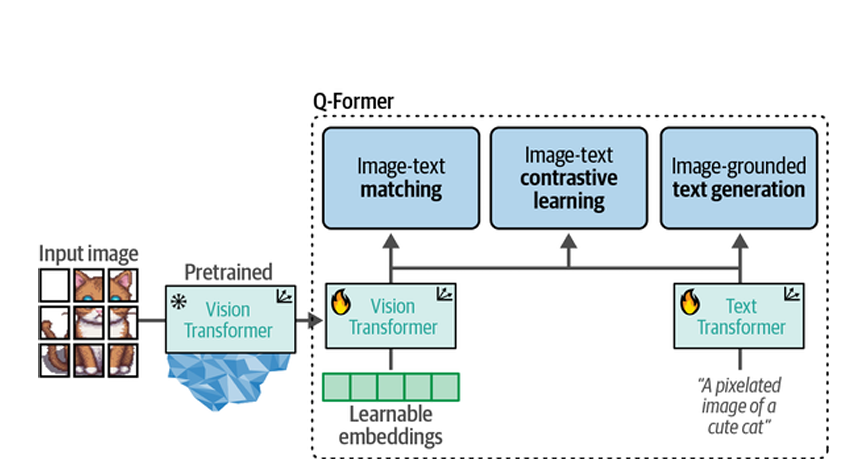 Q-Former
Image-text
matching
Image-text
contrastive
learning
Image-grounded
text generation
Input image
Pretrained
Vision
Transformer
Vision
Transformer
Text
Transformer
Learnable
embeddings
"A pixelated
image of a
cute cat"